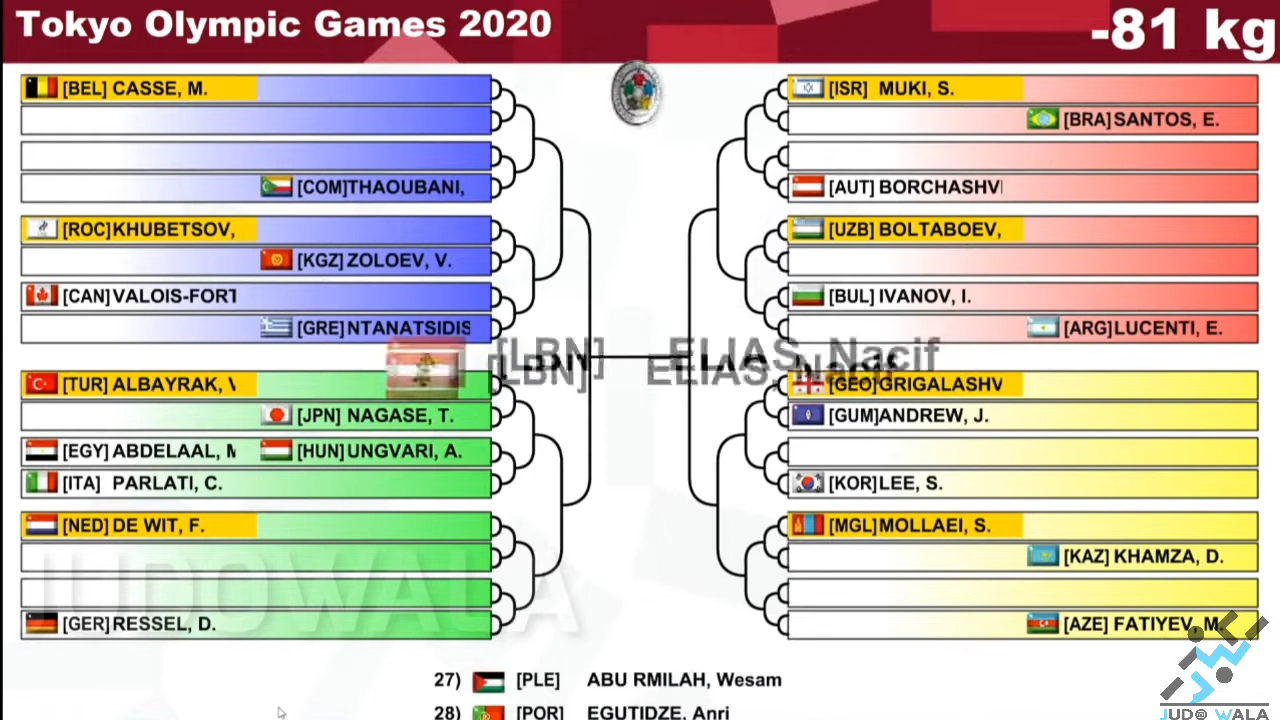 Tokyo Olympic Games 2020
-81 kg
[BEL] CASSE, M.
[COM]THAOUBANI,
[ROC]KHUBETSOV,
[KGZ] ZOLOEV, V.
[CAN]VALOIS-FORT
[GRE]NTANATSIDIS
[TUR] ALBAYRAK, V
[JPN] NAGASE, T.
[EGY] ABDELAAL, M [HUN]UNGVARI, A.
[ITA] PARLATI, C.
[NED] DE WIT, F.
[GER]RESSEL, D.
[ISR] MUKI, S.
[BRA]SANTOS, E.
[AUT] BORCHASHVI
[UZB] BOLTABOEV,
[BUL] IVANOV, I.
[ARG]LUCENTI, E.
[GEO]GRIGALASHV
[GUM]ANDREW, J.
[KOR]LEE, S.
[MGL]MOLLAEI, S.
[KAZ] KHAMZA, D.
[AZE] FATIYEV, M.
[LBN] ELIAS, Nacif
27) [PLE] ABU RMILAH, Wesam
28) [POR] EGUTIDZE, Anri
JUDOWALA
JUDO WALA